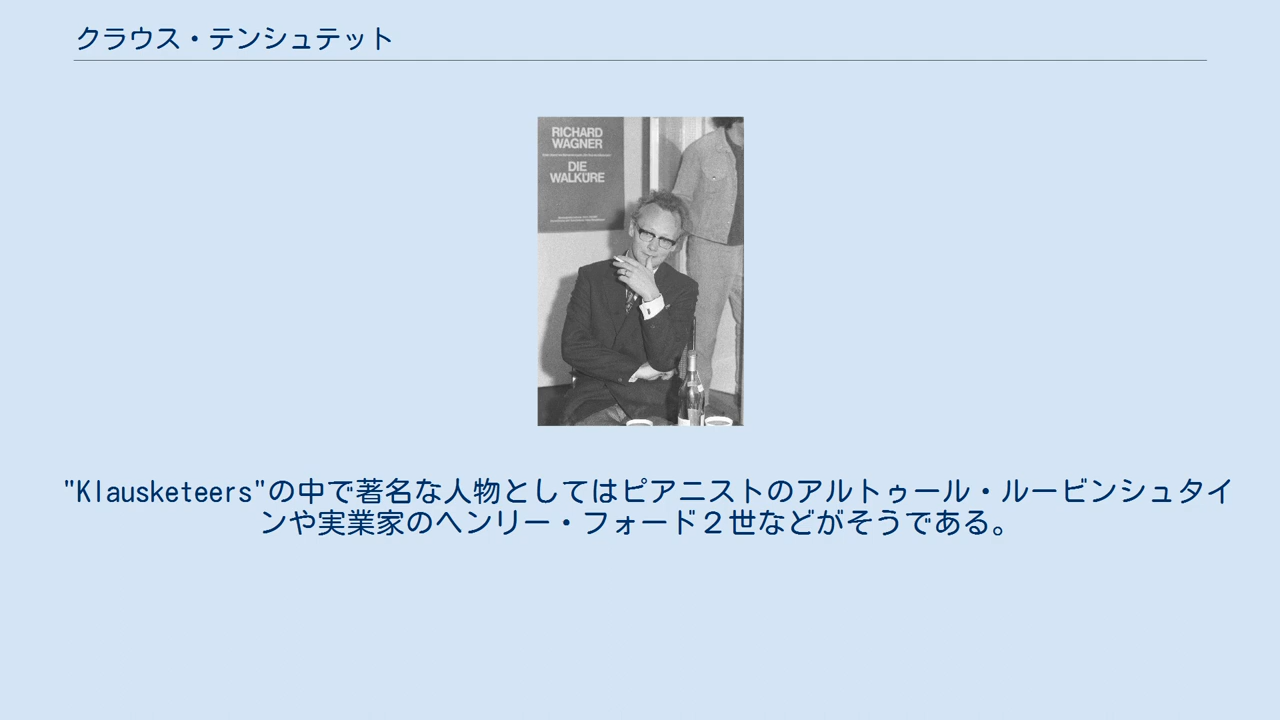 クラウス・テンシュテット
RICHARD
WAGNER
DIE
WALKÜRE
"Klausketeers"の中で著名な人物としてはピアニストのアルトゥール・ルービンシュタイ
ンや実業家のヘンリー・フォード２世などがそうである。